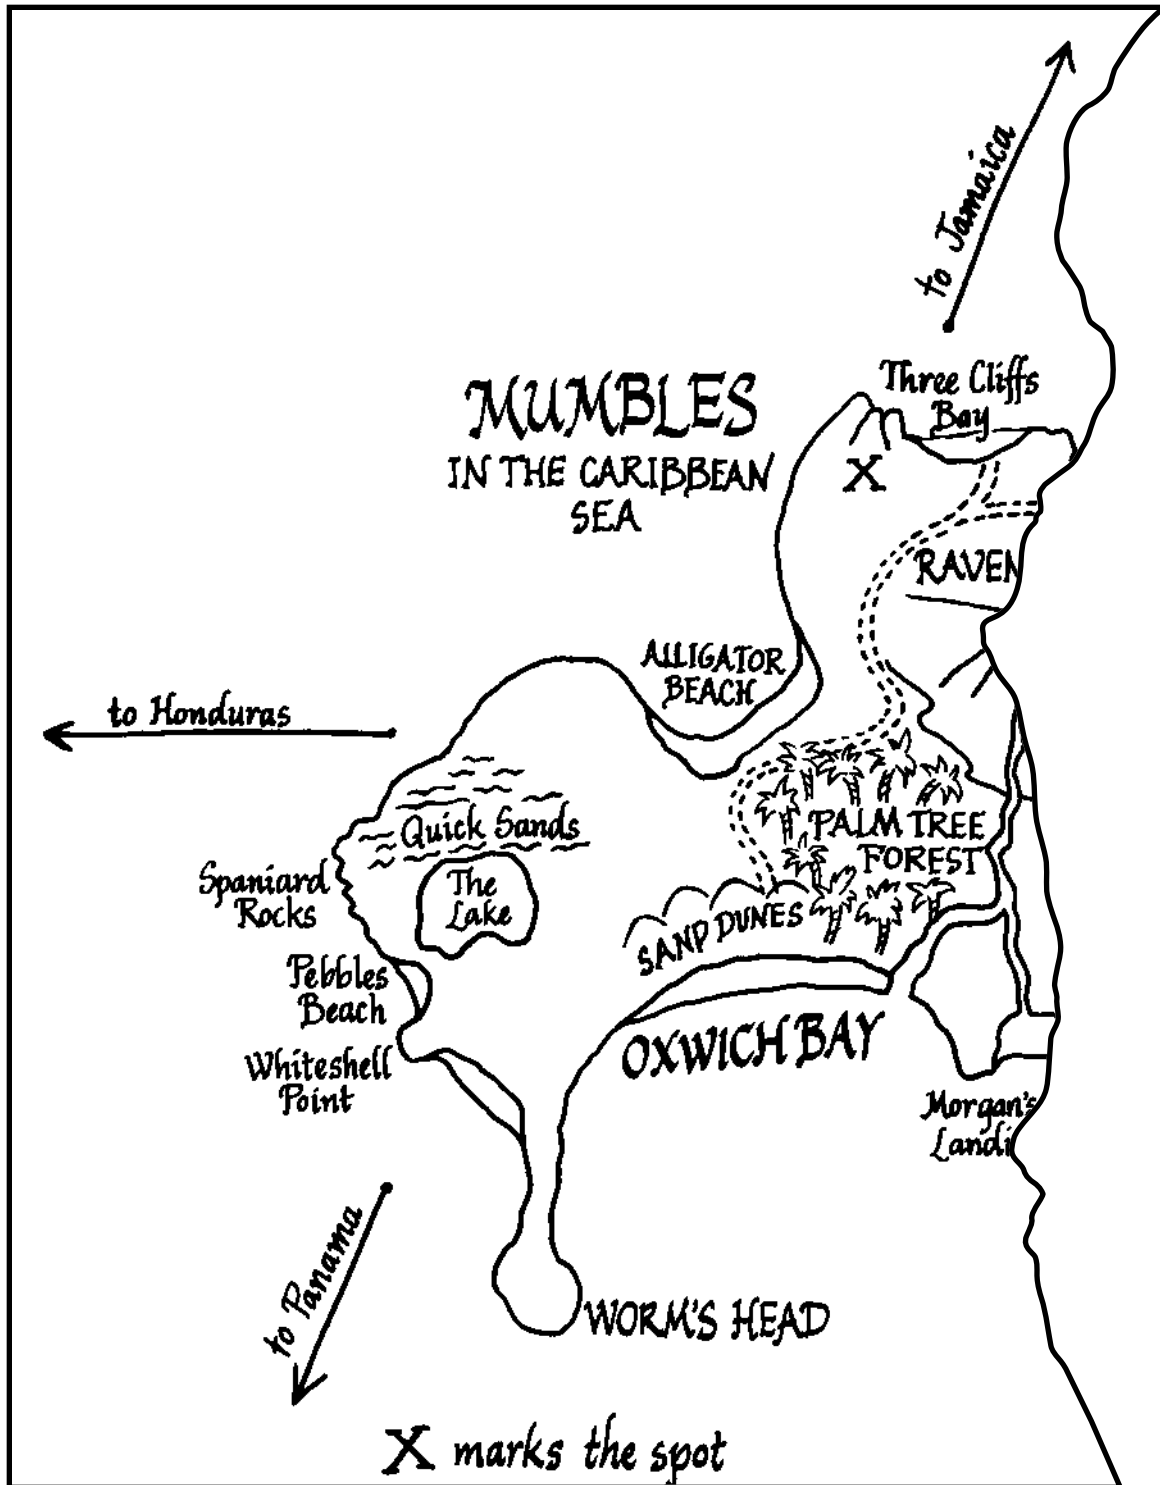 to Jamaica
Three Cliffs
Bay
MUMBLES
IN THE CARIBBEAN
SEA
X
RAVEN
ALLIGATOR
BEACH
to Honduras
Quick Sands
PALM TREE
FOREST
Spaniard
Rocks
The
Lake
SAND DUNES
Pebbles
Beach
OXWICH BAY
Whiteshell
Point
Morgan's
Landi
to Panama
WORM'S HEAD
X marks the spot